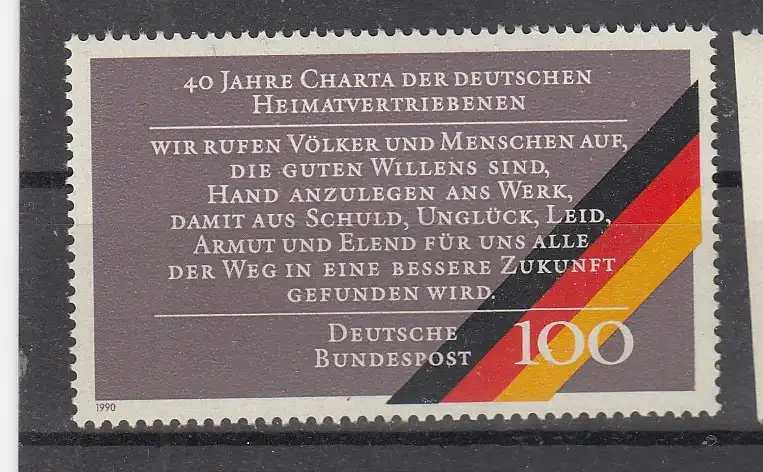 40 JAHRE CHARTA DER DEUTSCHEN
HEIMATVERTRIEBENEN
WIR RUFEN VÖLKER UND MENSCHEN AUF,
DIE GUTEN WILLENS SIND,
HAND ANZULEGEN ANS WERK,
DAMIT AUS SCHULD, UNGLÜCK, LEID,
ARMUT UND ELEND FÜR UNS ALLE
DER WEG IN EINE BESSERE ZUKUNFT
GEFUNDEN WIRD.
DEUTSCHE
BUNDESPOST 100
1990